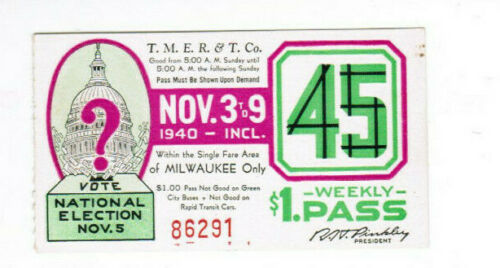 T. M. E. R. & T. Co.
Good from 5:00 A. M. Sunday until
5:00 A. M. the following Sunday
Pass Must Be Shown Upon Demand
NOV. 3 TO 9
1940 – INCL.
Within the Single Fare Area
of MILWAUKEE Only
$1.00 Pass Not Good on Green
City Buses + Not Good on
Rapid Transit Cars.
86291
?
VOTE
NATIONAL
ELECTION
NOV. 5
45
–WEEKLY–
$1. PASS
R.H. Pinkley
PRESIDENT